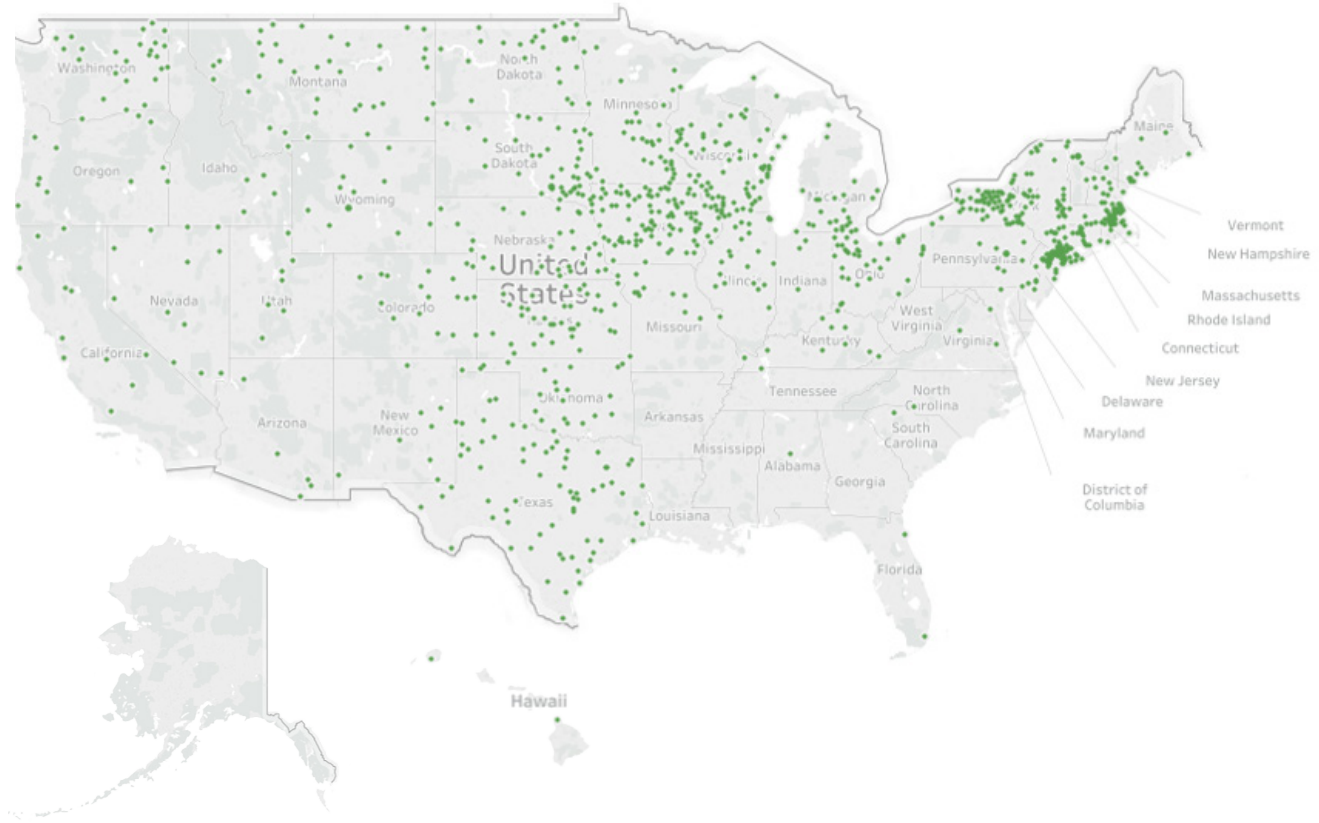 Washington
Montana
North
Dakota
Minneso
Maine
Oregon
Idaho
South
Dakota
Wisconsin
Wyoming
Michigan
Vermont
Nebraska
United
States
Pennsylvania
New Hampshire
Nevada
Utah
Colorado
Illinois
Indiana
Ohio
Massachusetts
West
Virginia
Rhode Island
Missouri
California
Kentucky
Virginia
Connecticut
New Jersey
Oklahoma
Tennessee
North
Carolina
Delaware
Arizona
New
Mexico
Arkansas
South
Carolina
Maryland
Mississippi
Alabama
Georgia
Texas
Louisiana
District of
Columbia
Florida
Hawaii